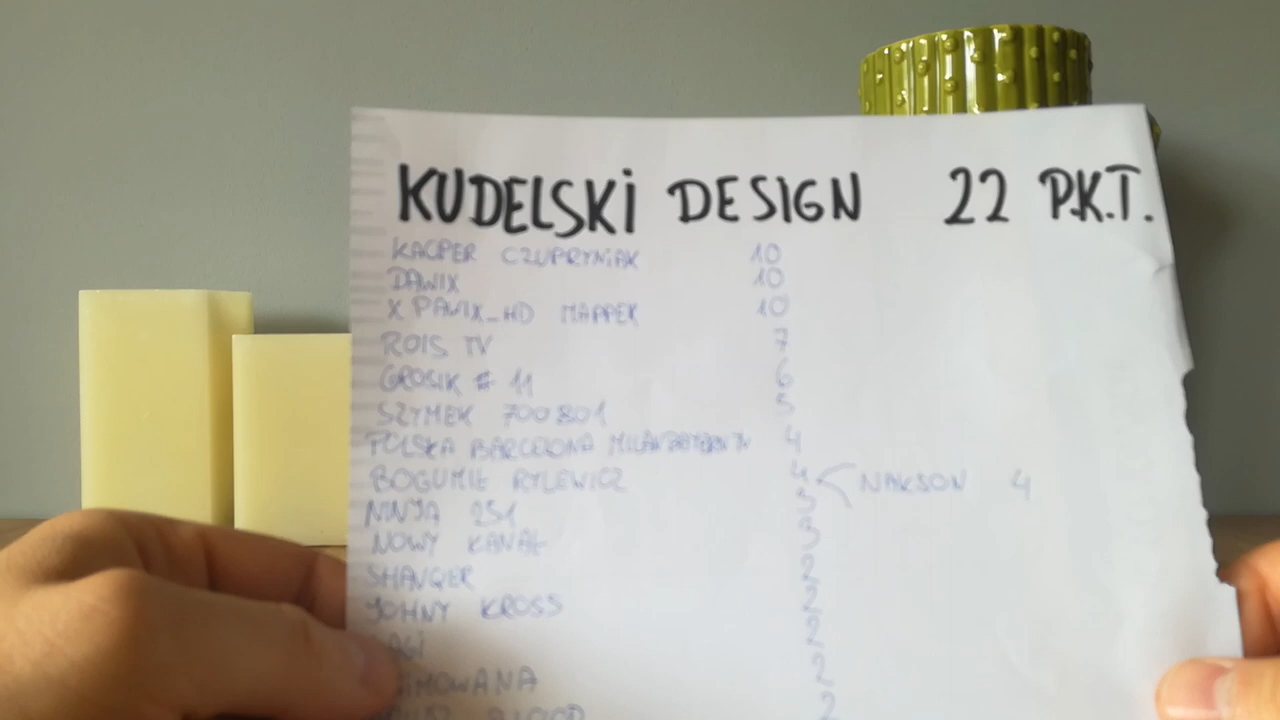 KUDELSKI DESIGN 22 P.K.T.
KACPER CZUPRYNIAK 10
DAWIX 10
X PAWIX_HD MAPPEK 10
ROIS TV 7
GROSIK # 11 6
SZYMEK 700801 5
POLSKA BARCELONA 4
BOGUMIŁ RYLEWICZ 4 NAKSON 4
NINJA 251 3
NOWY KANAŁ 3
SHAVQER 2
JOHNY KROSS 2
2
2
2